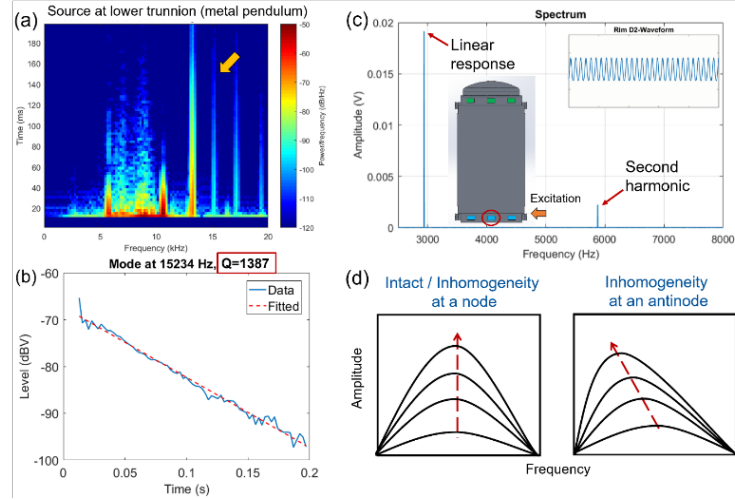 (a)
Source at lower trunnion (metal pendulum)
180
160
140
120
100
80
60
40
20
Time (ms)
0
5
10
15
20
Frequency (kHz)
-50
-60
-70
-80
-90
-100
-110
-120
Power/frequency (dB/Hz)
(b)
Mode at 15234 Hz, Q=1387
-60
-70
-80
-90
-100
Level (dBV)
Data
Fitted
0
0.05
0.1
0.15
0.2
Time (s)
(c)
Spectrum
0.02
0.015
0.01
0.005
0
Amplitude (V)
Linear
response
Rim D2-Waveform
Excitation
Second
harmonic
3000
4000
5000
6000
7000
8000
Frequency (Hz)
(d)
Intact / Inhomogeneity
at a node
Inhomogeneity
at an antinode
Amplitude
Frequency